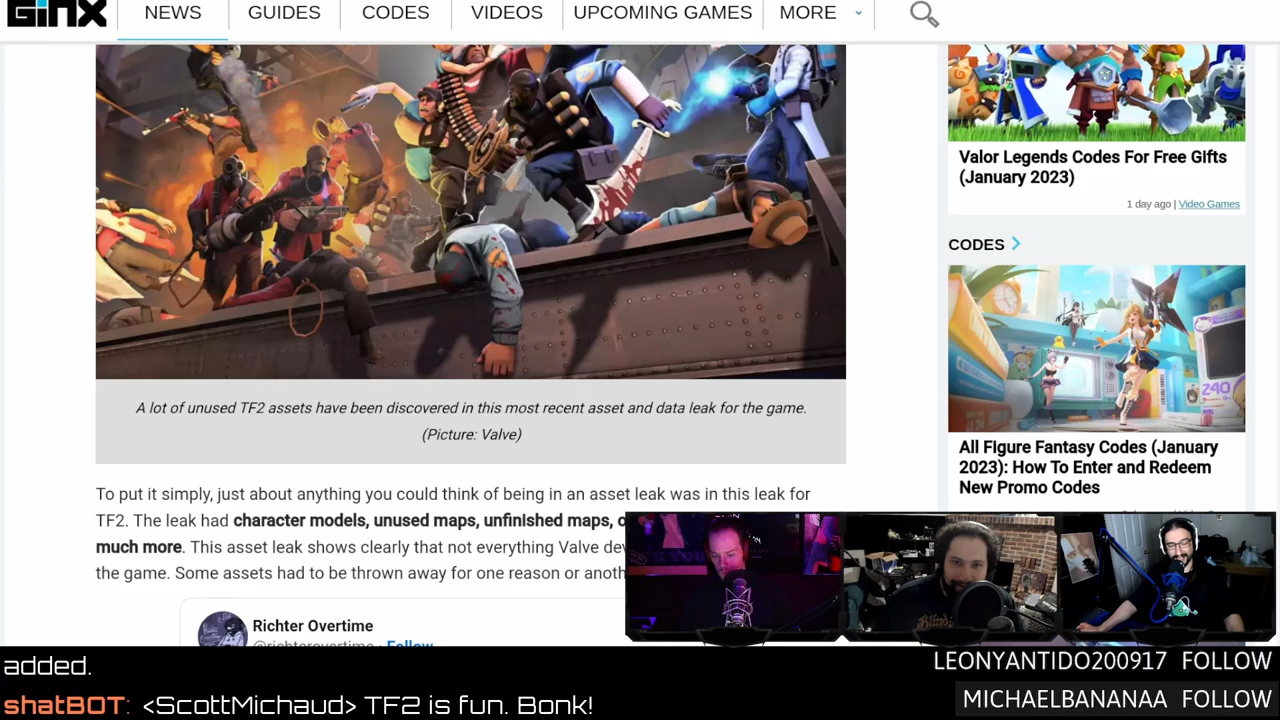 GINX
NEWS
GUIDES
CODES
VIDEOS
UPCOMING GAMES
MORE
Valor Legends Codes For Free Gifts
(January 2023)
1 day ago | Video Games
CODES
240
All Figure Fantasy Codes (January
2023): How To Enter and Redeem
New Promo Codes
A lot of unused TF2 assets have been discovered in this most recent asset and data leak for the game.
(Picture: Valve)
To put it simply, just about anything you could think of being in an asset leak was in this leak for
TF2. The leak had character models, unused maps, unfinished maps,
much more. This asset leak shows clearly that not everything Valve
the game. Some assets had to be thrown away for one reason or
Richter Overtime
@richterovertime · Follow
added.
shatBOT: <ScottMichaud> TF2 is fun. Bonk!
LEONYANTIDO200917 FOLLOW
MICHAELBANANAA FOLLOW